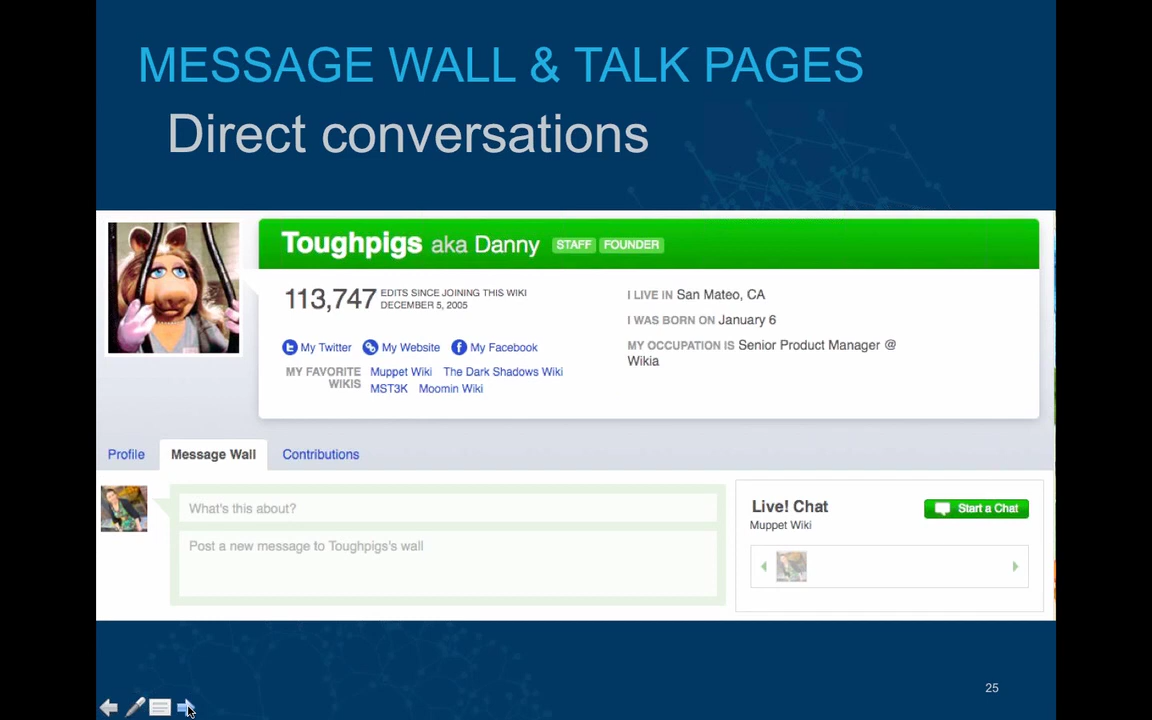 MESSAGE WALL & TALK PAGES
Direct conversations
Toughpigs aka Danny STAFF FOUNDER
113,747 EDITS SINCE JOINING THIS WIKI
DECEMBER 5, 2005
My Twitter My Website My Facebook
MY FAVORITE WIKIS
Muppet Wiki The Dark Shadows Wiki
MST3K Moomin Wiki
I LIVE IN San Mateo, CA
I WAS BORN ON January 6
MY OCCUPATION IS Senior Product Manager @
Wikia
Profile Message Wall Contributions
What's this about?
Post a new message to Toughpigs's wall
Live! Chat
Muppet Wiki
Start a Chat
25